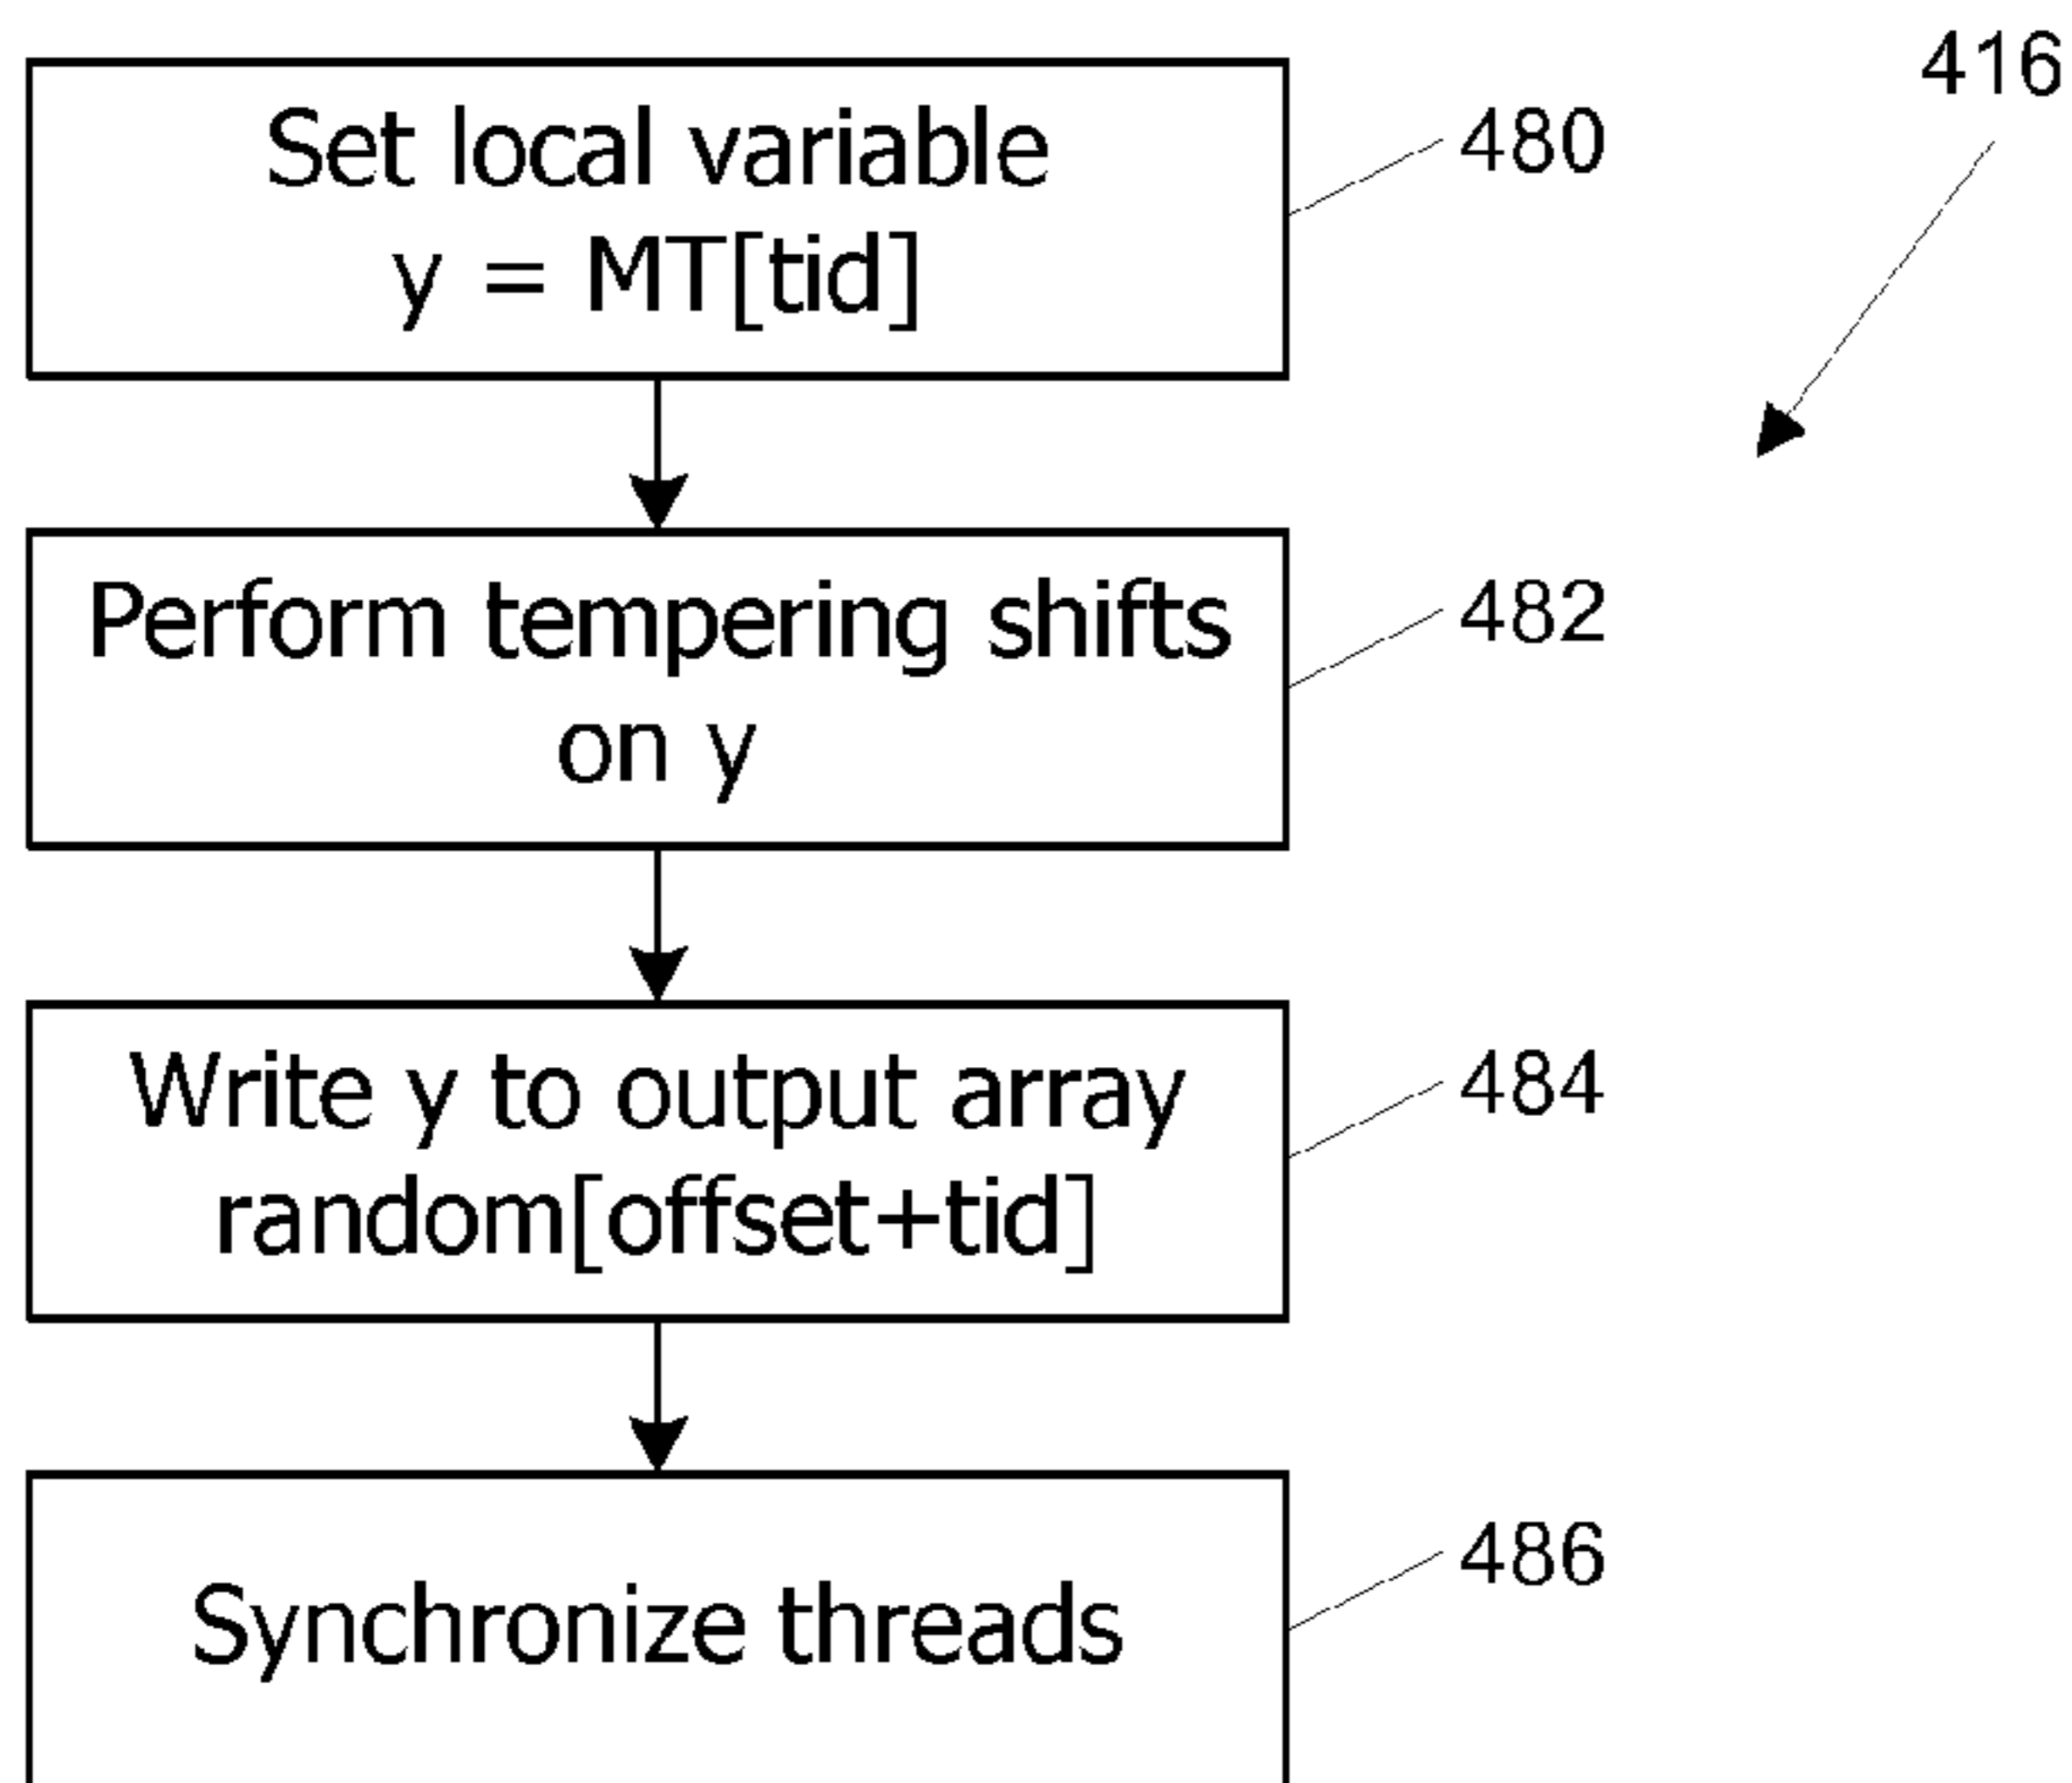 416
Set local variable
y = MT[tid]
480
Perform tempering shifts
on y
482
Write y to output array
random[offset+tid]
484
Synchronize threads
486